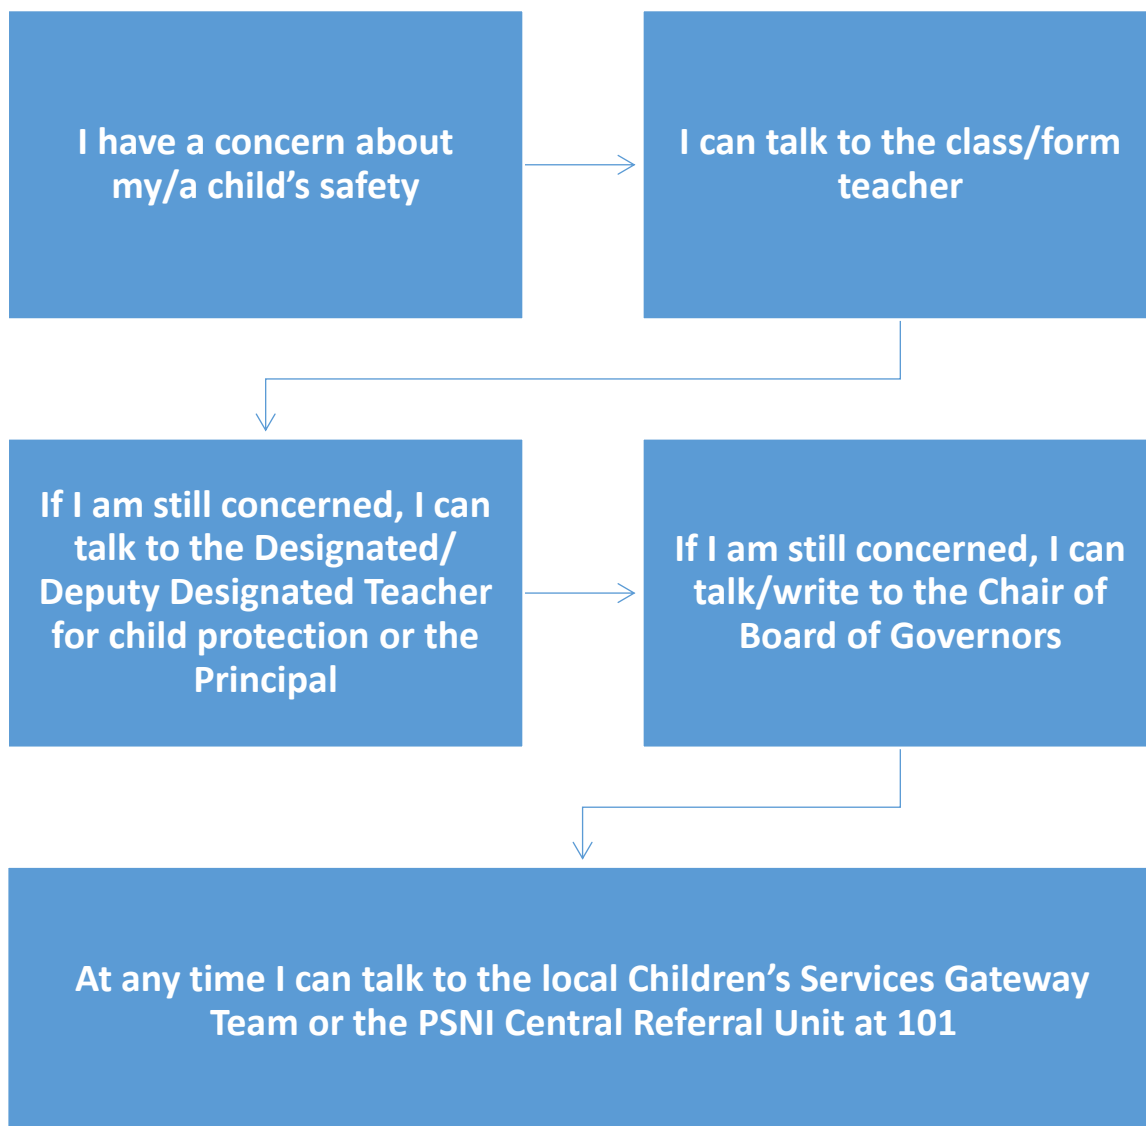 I have a concern about
my/a child’s safety
I can talk to the class/form
teacher
If I am still concerned, I can
talk to the Designated/
Deputy Designated Teacher
for child protection or the
Principal
If I am still concerned, I can
talk/write to the Chair of
Board of Governors
At any time I can talk to the local Children’s Services Gateway
Team or the PSNI Central Referral Unit at 101